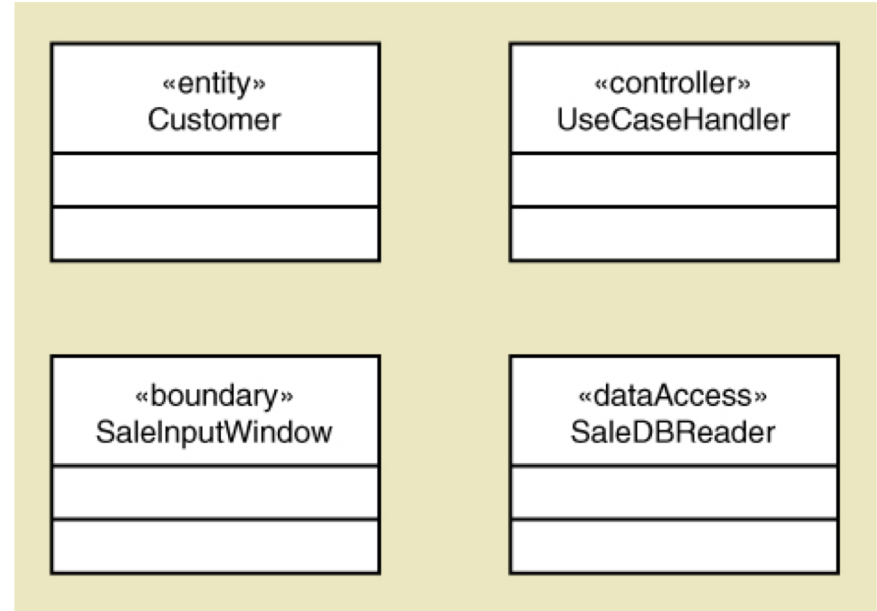 «entity»
Customer
«controller»
UseCaseHandler
«boundary»
SaleInputWindow
«dataAccess»
SaleDBReader